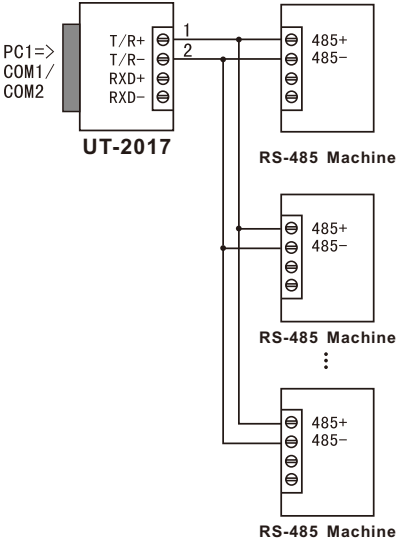 PC1=>
COM1/
COM2
T/R+
T/R-
RXD+
RXD-
1
2
UT-2017
485+
485-
RS-485 Machine
485+
485-
RS-485 Machine
485+
485-
RS-485 Machine